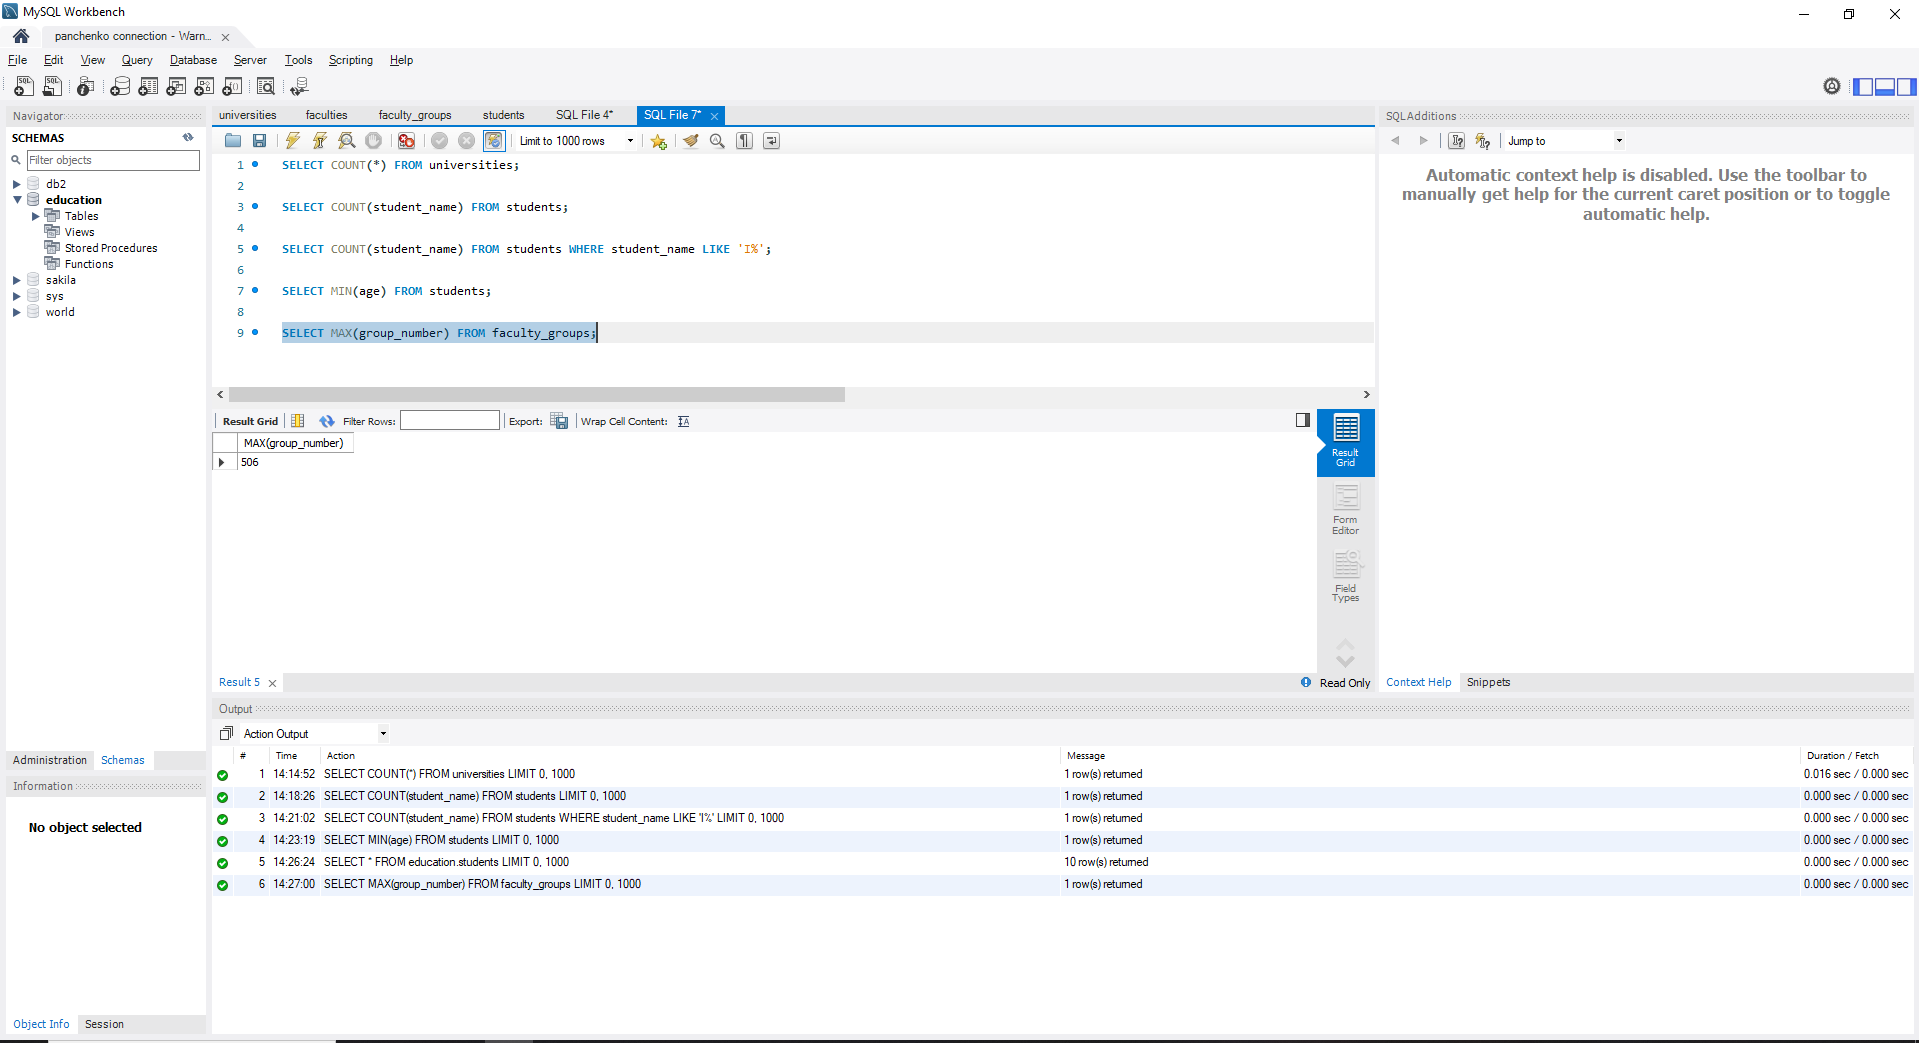 MySQL Workbench
panchenko connection - Warn...
File Edit View Query Database Server Tools Scripting Help
Navigator
SCHEMAS
Filter objects
db2
education
Tables
Views
Stored Procedures
Functions
sakila
sys
world
Administration Schemas
Information
No object selected
Object Info Session
universities faculties faculty_groups students SQL File 4* SQL File 7*
Limit to 1000 rows
1 SELECT COUNT(*) FROM universities;
2
3 SELECT COUNT(student_name) FROM students;
4
5 SELECT COUNT(student_name) FROM students WHERE student_name LIKE 'I%';
6
7 SELECT MIN(age) FROM students;
8
9 SELECT MAX(group_number) FROM faculty_groups;
Result Grid Filter Rows: Export: Wrap Cell Content:
MAX(group_number)
506
Result Grid
Form Editor
Field Types
Result 5
Read Only
SQLAdditions
Jump to
Automatic context help is disabled. Use the toolbar to
manually get help for the current caret position or to toggle
automatic help.
Context Help Snippets
Output
Action Output
# Time Action Message Duration / Fetch
1 14:14:52 SELECT COUNT(*) FROM universities LIMIT 0, 1000 1 row(s) returned 0.016 sec / 0.000 sec
2 14:18:26 SELECT COUNT(student_name) FROM students LIMIT 0, 1000 1 row(s) returned 0.000 sec / 0.000 sec
3 14:21:02 SELECT COUNT(student_name) FROM students WHERE student_name LIKE 'I%' LIMIT 0, 1000 1 row(s) returned 0.000 sec / 0.000 sec
4 14:23:19 SELECT MIN(age) FROM students LIMIT 0, 1000 1 row(s) returned 0.000 sec / 0.000 sec
5 14:26:24 SELECT * FROM education.students LIMIT 0, 1000 10 row(s) returned 0.000 sec / 0.000 sec
6 14:27:00 SELECT MAX(group_number) FROM faculty_groups LIMIT 0, 1000 1 row(s) returned 0.000 sec / 0.000 sec